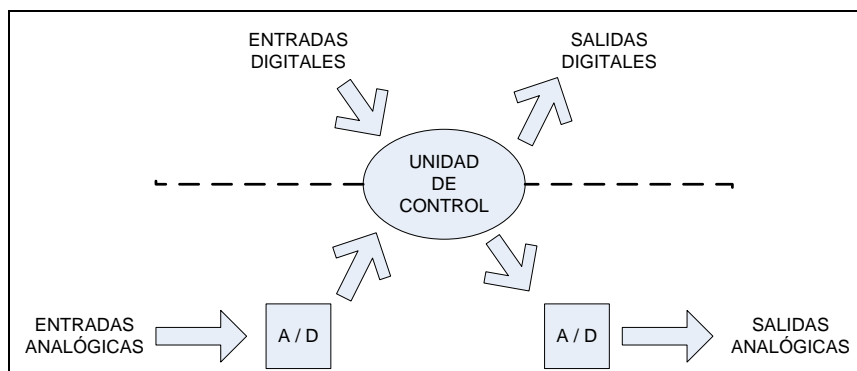 ENTRADAS
DIGITALES
SALIDAS
DIGITALES
UNIDAD
DE
CONTROL
ENTRADAS
ANALÓGICAS
A / D
A / D
SALIDAS
ANALÓGICAS